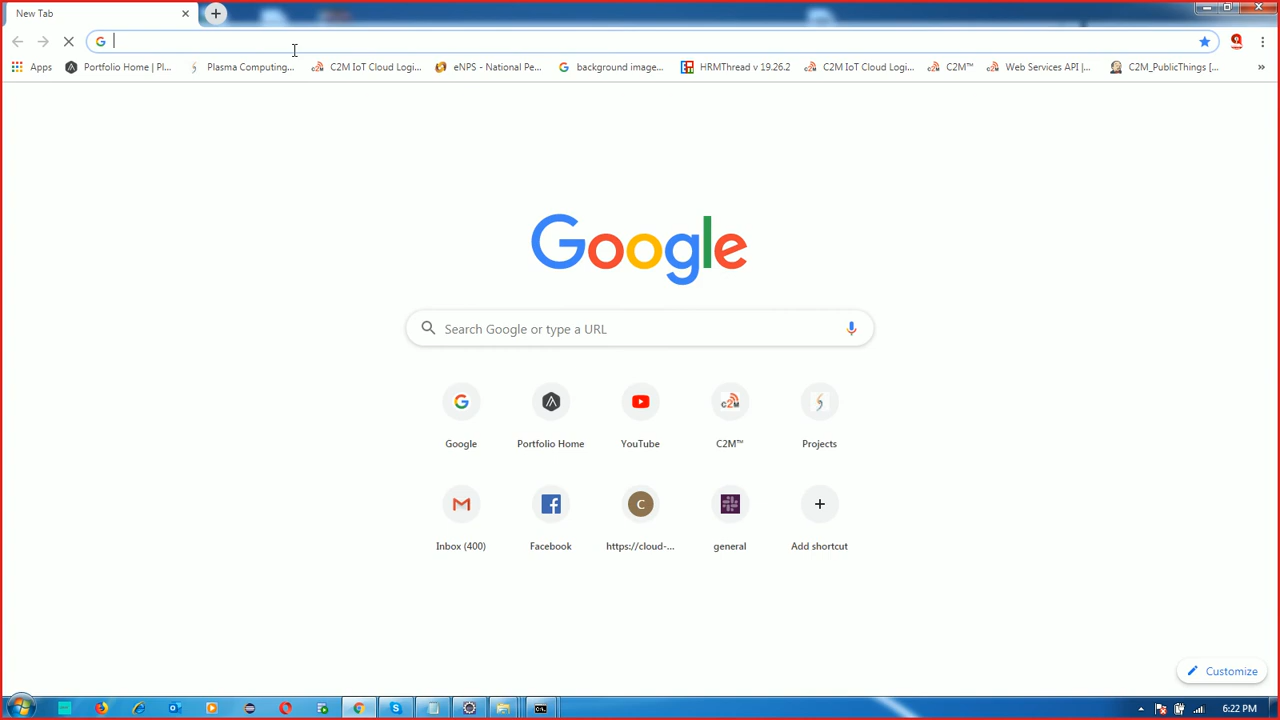 New Tab
Apps Portfolio Home | Pl... Plasma Computing... C2M IoT Cloud Logi... eNPS - National Pe... background image... HRMThread v 19.26.2 C2M IoT Cloud Logi... C2M™ Web Services API |... C2M_PublicThings [... »
Google
Search Google or type a URL
Google Portfolio Home YouTube C2M™ Projects
Inbox (400) Facebook https://cloud-... general Add shortcut
Customize
6:22 PM